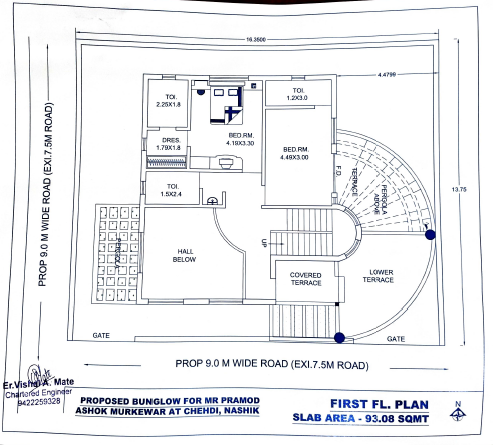 16.3500
4.4799
TOI.
2.25X1.8
TOI.
1.2X3.0
BED.RM.
4.19X3.30
DRES.
1.79X1.8
BED.RM.
4.49X3.00
TOI.
1.5X2.4
F.D.
TERRACE
PERGOLA
ABOVE
13.75
PROP 9.0 M WIDE ROAD (EXI.7.5M ROAD)
PERGOLA
HALL
BELOW
UP
COVERED
TERRACE
LOWER
TERRACE
GATE
GATE
PROP 9.0 M WIDE ROAD (EXI.7.5M ROAD)
Er.Vishal A. Mate
Chartered Engineer
9422259328
PROPOSED BUNGLOW FOR MR PRAMOD
ASHOK MURKEWAR AT CHEHDI, NASHIK
FIRST FL. PLAN
SLAB AREA - 93.08 SQMT
N